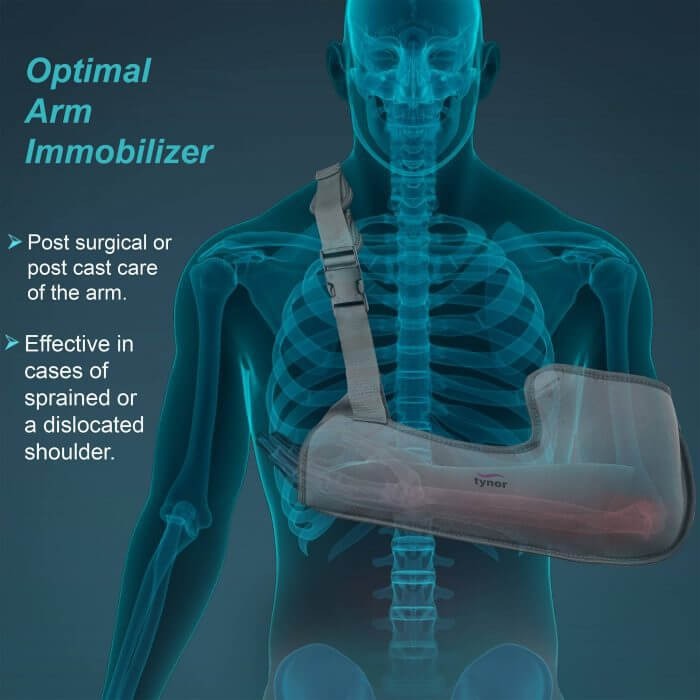 Optimal
Arm
Immobilizer
Post surgical or
post cast care
of the arm.
Effective in
cases of
sprained or
a dislocated
shoulder.
tynor